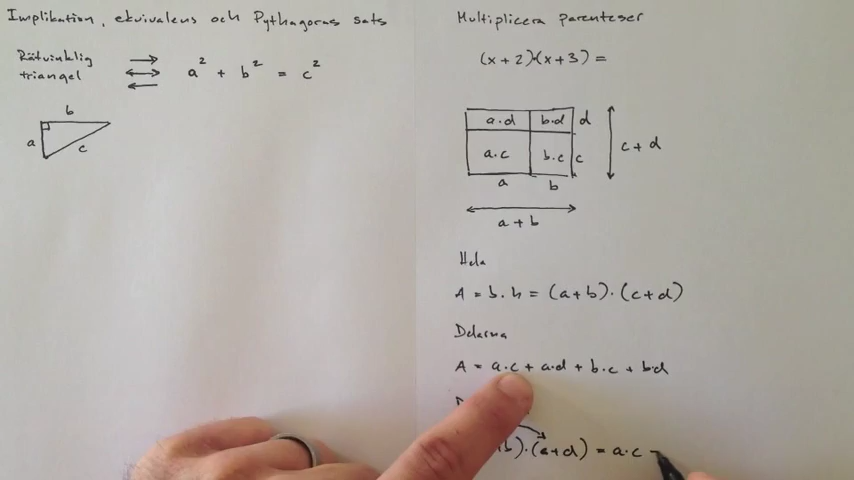 Implikation, ekvivalens och Pythagoras sats
Rätvinklig
triangel
a² + b² = c²
b
a
c
Multiplicera parenteser
(x + 2)·(x + 3) =
a·d b·d d
a·c b·c c
a b
c + d
a + b
Hela
A = b·h = (a+b)·(c+d)
Delarna
A = a·c + a·d + b·c + b·d
b)·(c+d) = a·c